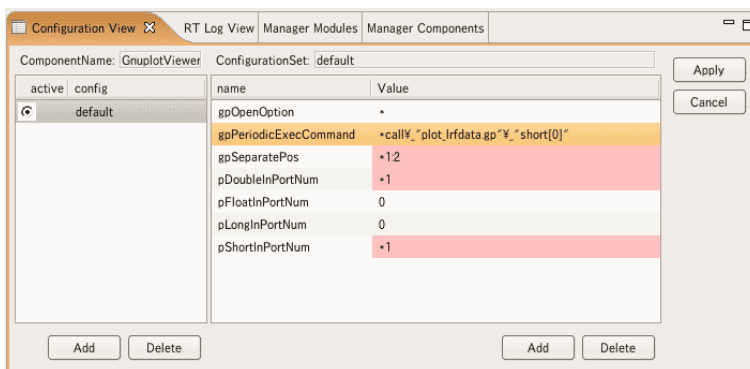 Configuration View RT Log View Manager Modules Manager Components
ComponentName: GnuplotViewer ConfigurationSet: default
Apply
Cancel
active config
default
name Value
gpOpenOption *
gpPeriodicExecCommand *call¥_"plot_lrfdata.gp"¥_"short[0]"
gpSeparatePos *1:2
pDoubleInPortNum *1
pFloatInPortNum 0
pLongInPortNum 0
pShortInPortNum *1
Add Delete
Add Delete